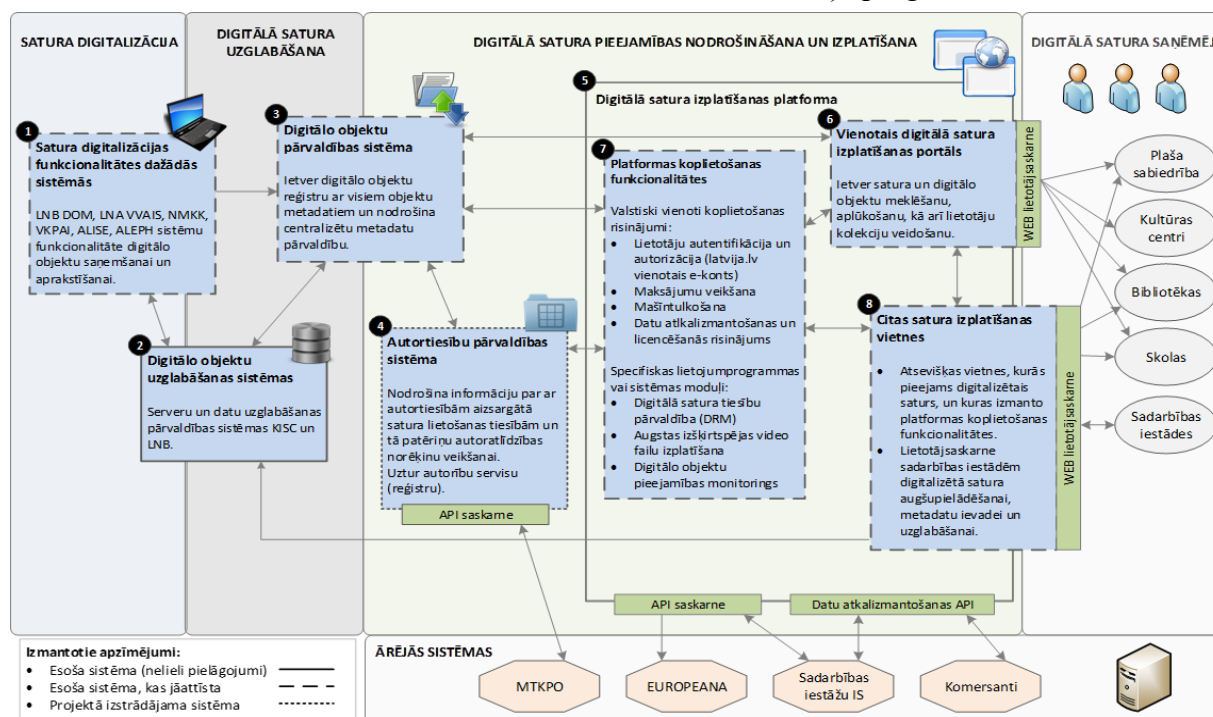 SATURA DIGITALIZĀCIJA
DIGITĀLĀ SATURA
UZGLABĀŠANA
DIGITĀLĀ SATURA PIEEJAMĪBAS NODROŠINĀŠANA UN IZPLATĪŠANA
DIGITĀLĀ SATURA SAŅĒMĒJI
1
Satura digitalizācijas
funkcionalitātes dažādās
sistēmās
LNB DOM, LNA VVAIS, NMKK,
VKPAI, ALISE, ALEPH sistēmu
funkcionalitāte digitālo
objektu saņemšanai un
aprakstīšanai.
2
Digitālo objektu
uzglabāšanas sistēmas
Serveru un datu uzglabāšanas
pārvaldības sistēmas KISC un
LNB.
3
Digitālo objektu
pārvaldības sistēma
Ietver digitālo objektu
reģistru ar visiem objektu
metadatiem un nodrošina
centralizētu metadatu
pārvaldību.
4
Autortiesību pārvaldības
sistēma
Nodrošina informāciju par ar
autortiesībām aizsargātā
satura lietošanas tiesībām un
tā patēriņu autoratlīdzības
norēķinu veikšanai.
Uztur autorību servisu
(reģistru).
API saskarne
5
Digitālā satura izplatīšanas platforma
6
Vienotais digitālā satura
izplatīšanas portāls
Ietver satura un digitālo
objektu meklēšanu,
aplūkošanu, kā arī lietotāju
kolekciju veidošanu.
WEB lietotājsaskarne
7
Platformas koplietošanas
funkcionalitātes
Valstiski vienoti koplietošanas
risinājumi:
• Lietotāju autentifikācija un
autorizācija (latvija.lv
vienotais e-konts)
• Maksājumu veikšana
• Mašīntulkošana
• Datu atlkalizmantošanas un
licencēšanās risinājums
Specifiskas lietojumprogrammas
vai sistēmas moduļi:
• Digitālā satura tiesību
pārvaldība (DRM)
• Augstas izšķirtspējas video
failu izplatīšana
• Digitālo objektu
pieejamības monitorings
8
Citas satura izplatīšanas
vietnes
• Atsevišķas vietnes, kurās
pieejams digitalizētais
saturs, un kuras izmanto
platformas koplietošanas
funkcionalitātes.
• Lietotājsaskarne
sadarbības iestādēm
digitalizētā satura
augšupielādēšanai,
metadatu ievadei un
uzglabāšanai.
WEB lietotājsaskarne
Plaša
sabiedrība
Kultūras
centri
Bibliotēkas
Skolas
Sadarbības
iestādes
API saskarne
Datu atkalizmantošanas API
Izmantotie apzīmējumi:
• Esoša sistēma (nelieli pielāgojumi)
• Esoša sistēma, kas jāattīsta
• Projektā izstrādājama sistēma
ĀRĒJĀS SISTĒMAS
MTKPO
EUROPEANA
Sadarbības
iestāžu IS
Komersanti